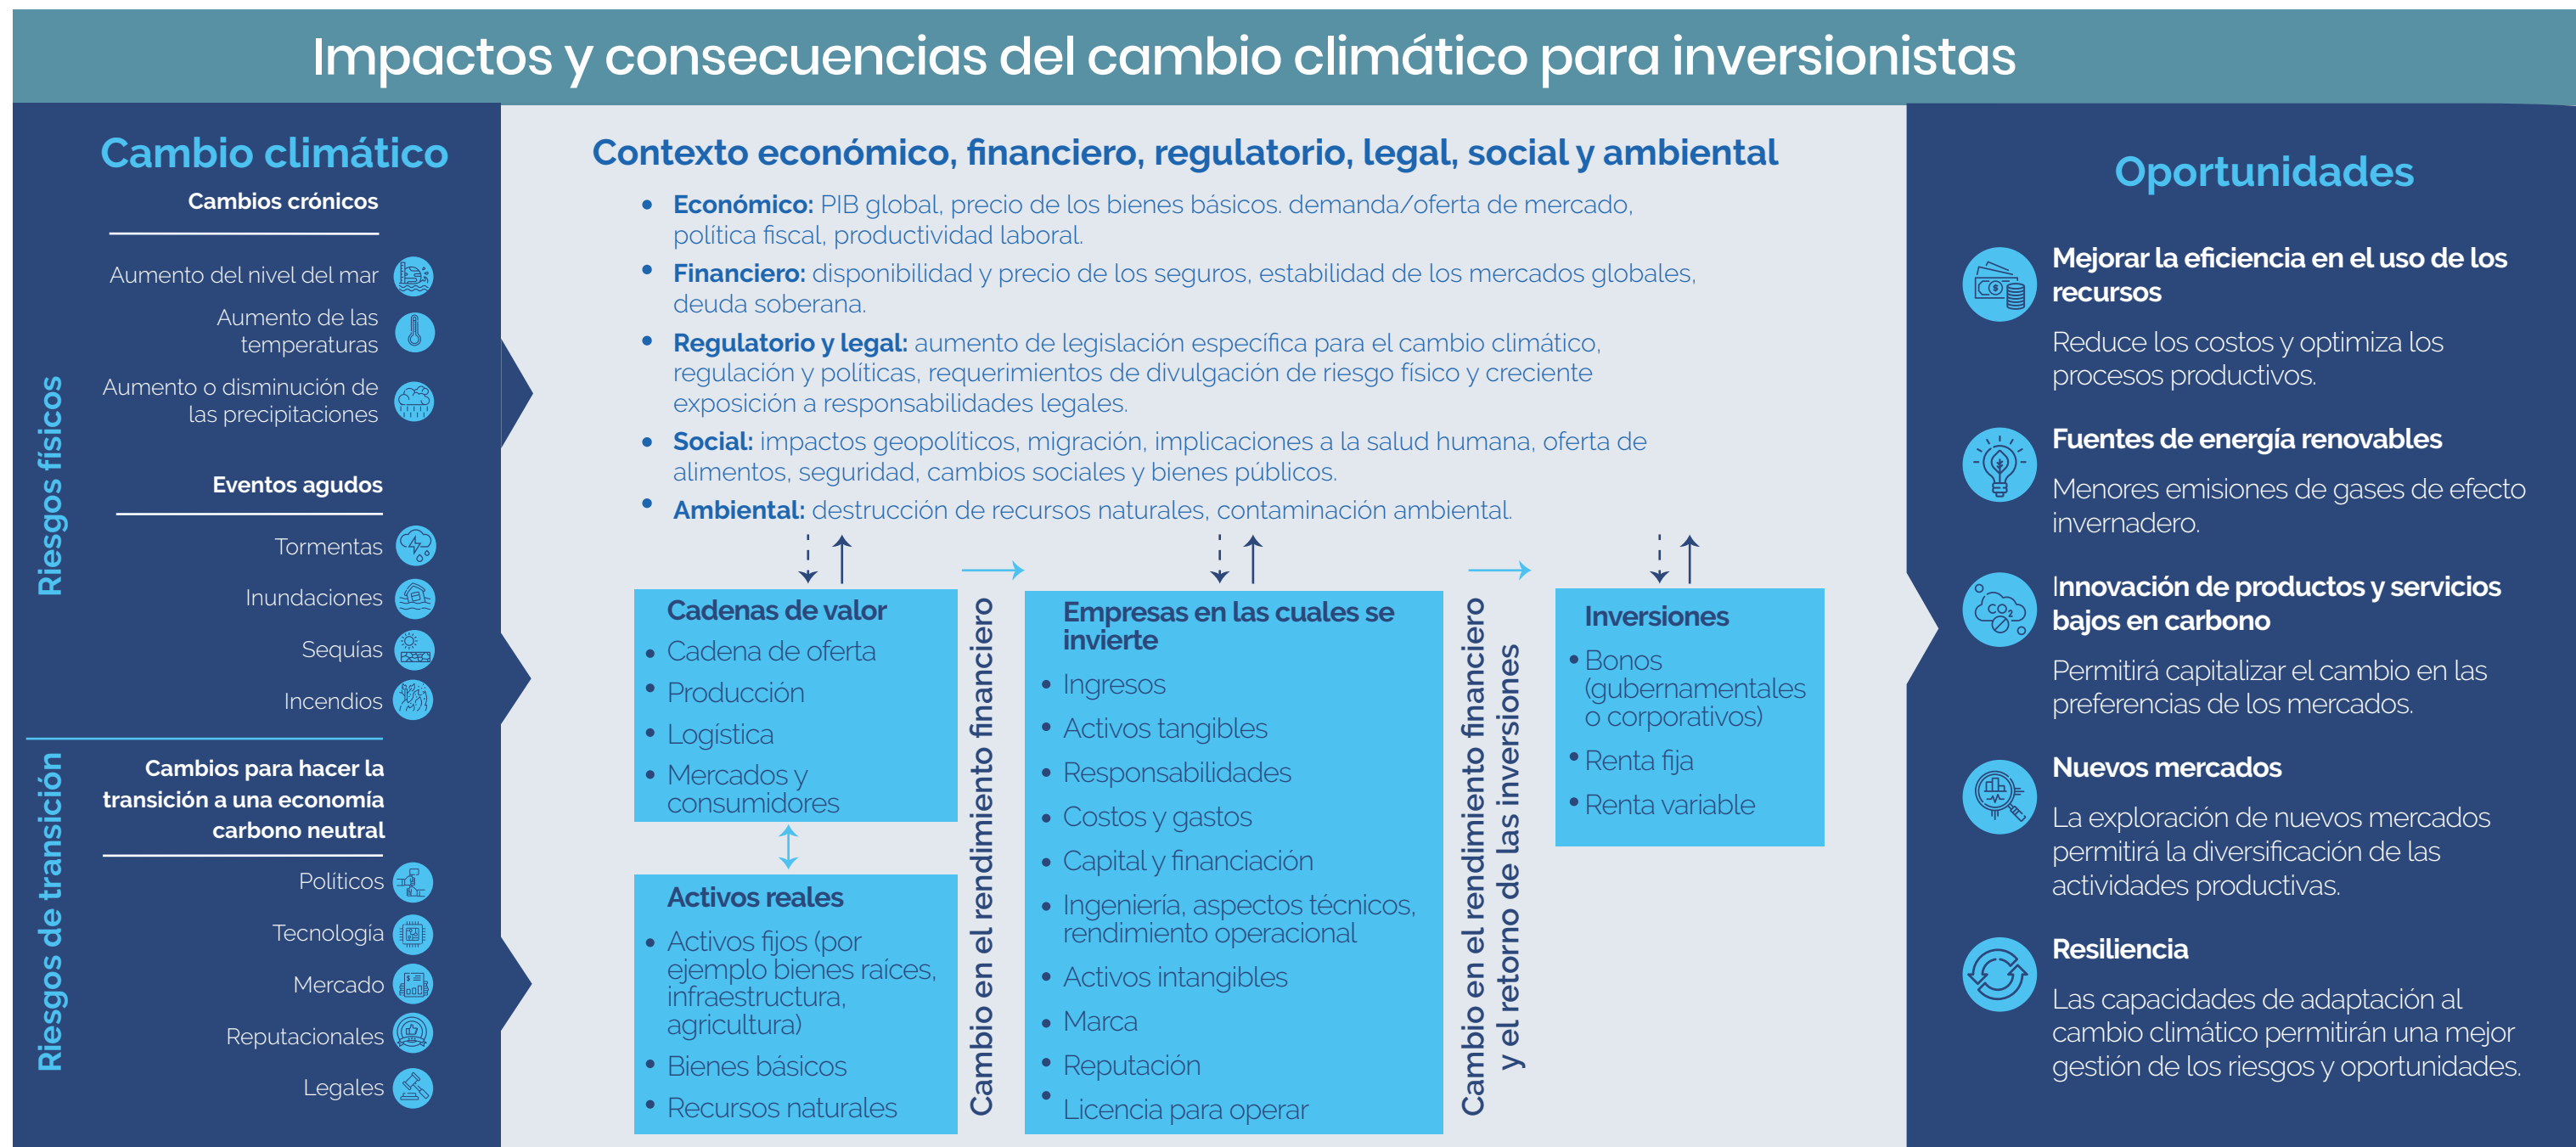 Impactos y consecuencias del cambio climático para inversionistas
Cambio climático
Riesgos físicos
Cambios crónicos
Aumento del nivel del mar
Aumento de las
temperaturas
Aumento o disminución de
las precipitaciones
Eventos agudos
Tormentas
Inundaciones
Sequías
Incendios
Riesgos de transición
Cambios para hacer la
transición a una economía
carbono neutral
Políticos
Tecnología
Mercado
Reputacionales
Legales
Contexto económico, financiero, regulatorio, legal, social y ambiental
• Económico: PIB global, precio de los bienes básicos. demanda/oferta de mercado,
política fiscal, productividad laboral.
• Financiero: disponibilidad y precio de los seguros, estabilidad de los mercados globales,
deuda soberana.
• Regulatorio y legal: aumento de legislación específica para el cambio climático,
regulación y políticas, requerimientos de divulgación de riesgo físico y creciente
exposición a responsabilidades legales.
• Social: impactos geopolíticos, migración, implicaciones a la salud humana, oferta de
alimentos, seguridad, cambios sociales y bienes públicos.
• Ambiental: destrucción de recursos naturales, contaminación ambiental.
Cadenas de valor
• Cadena de oferta
• Producción
• Logística
• Mercados y
consumidores
Activos reales
• Activos fijos (por
ejemplo bienes raíces,
infraestructura,
agricultura)
• Bienes básicos
• Recursos naturales
Cambio en el rendimiento financiero
Empresas en las cuales se
invierte
• Ingresos
• Activos tangibles
• Responsabilidades
• Costos y gastos
• Capital y financiación
• Ingeniería, aspectos técnicos,
rendimiento operacional
• Activos intangibles
• Marca
• Reputación
• Licencia para operar
Cambio en el rendimiento financiero
y el retorno de las inversiones
Inversiones
• Bonos
(gubernamentales
o corporativos)
• Renta fija
• Renta variable
Oportunidades
Mejorar la eficiencia en el uso de los
recursos
Reduce los costos y optimiza los
procesos productivos.
Fuentes de energía renovables
Menores emisiones de gases de efecto
invernadero.
CO2
Innovación de productos y servicios
bajos en carbono
Permitirá capitalizar el cambio en las
preferencias de los mercados.
Nuevos mercados
La exploración de nuevos mercados
permitirá la diversificación de las
actividades productivas.
Resiliencia
Las capacidades de adaptación al
cambio climático permitirán una mejor
gestión de los riesgos y oportunidades.